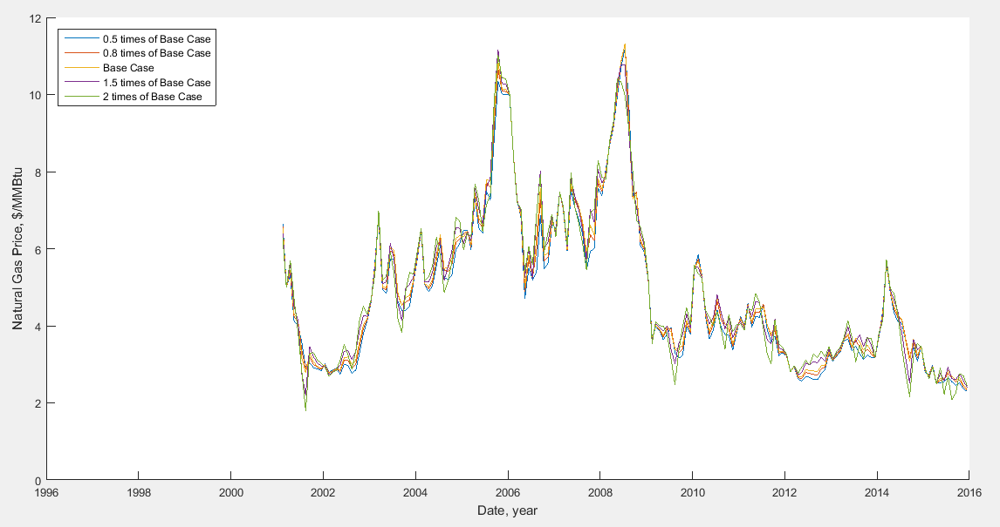 12
10
8
6
4
2
0
Natural Gas Price, $/MMBtu
0.5 times of Base Case
0.8 times of Base Case
Base Case
1.5 times of Base Case
2 times of Base Case
1996 1998 2000 2002 2004 2006 2008 2010 2012 2014 2016
Date, year